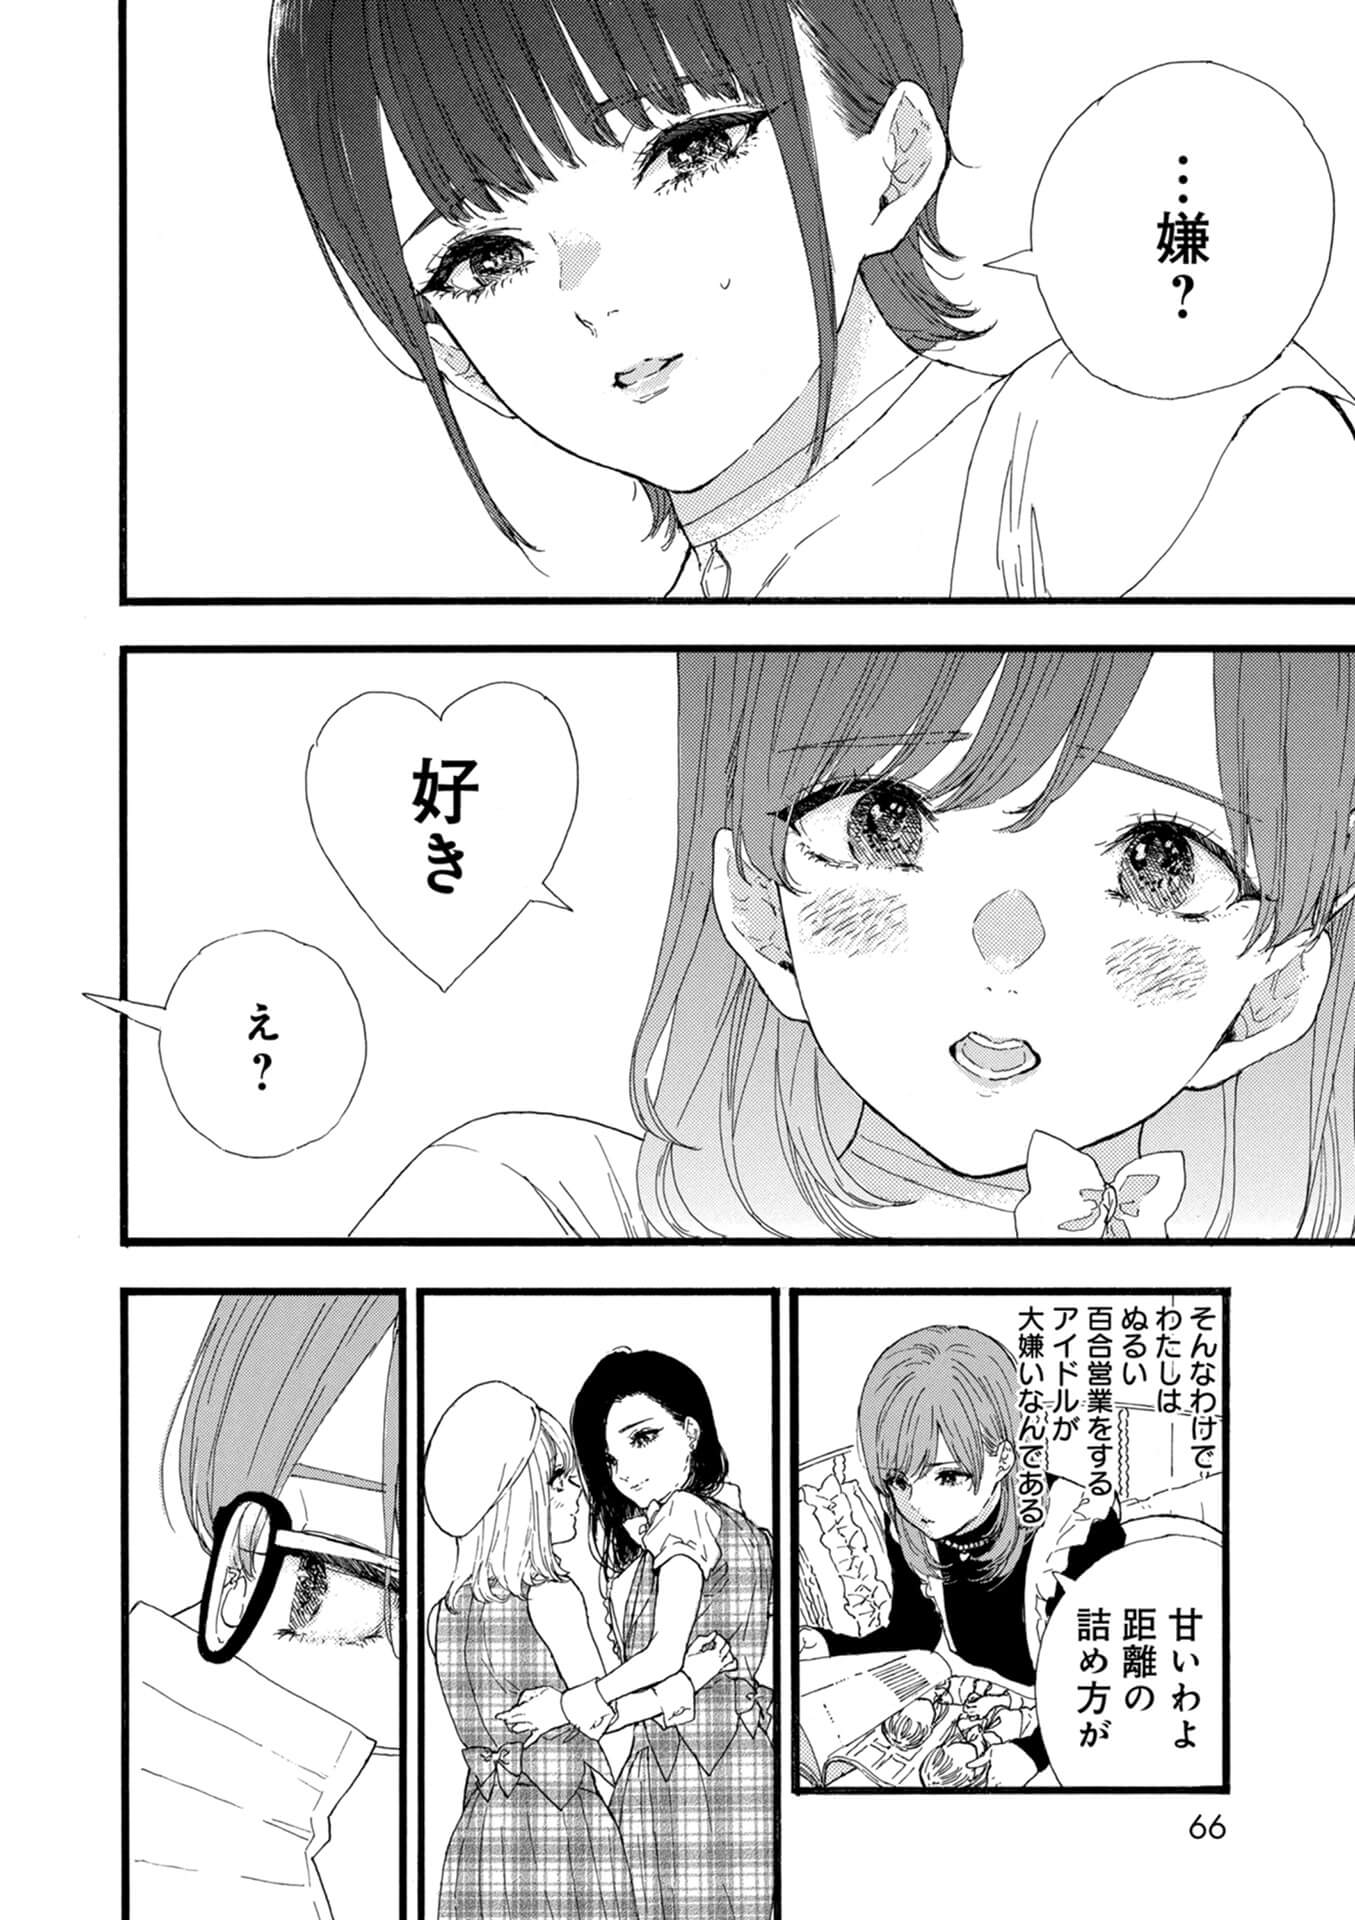 …嫌？
好き
え？
そんなわけで
わたしは
ぬるい
百合営業をする
アイドルが
大嫌いなんである
甘いわよ
距離の
詰め方が
66